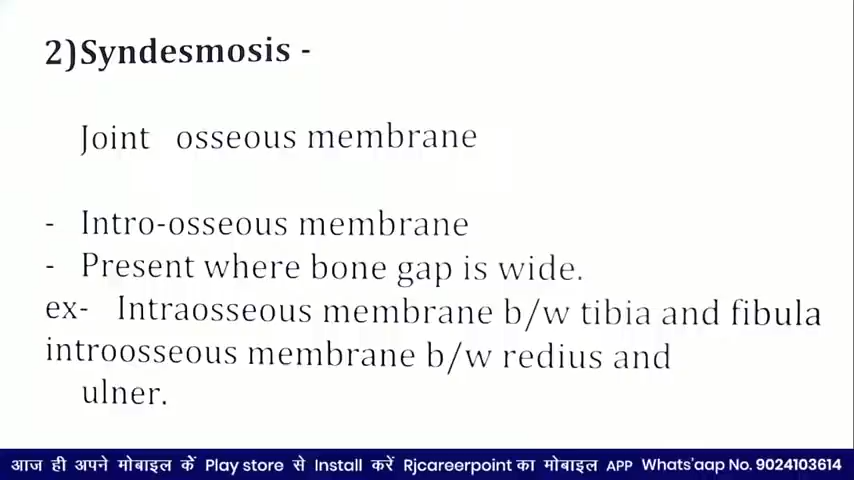 2)Syndesmosis -
Joint osseous membrane
- Intro-osseous membrane
- Present where bone gap is wide.
ex- Intraosseous membrane b/w tibia and fibula
introosseous membrane b/w redius and
ulner.
आज ही अपने मोबाइल कें Play store से Install करें Rjcareerpoint का मोबाइल APP Whats'aap No. 9024103614